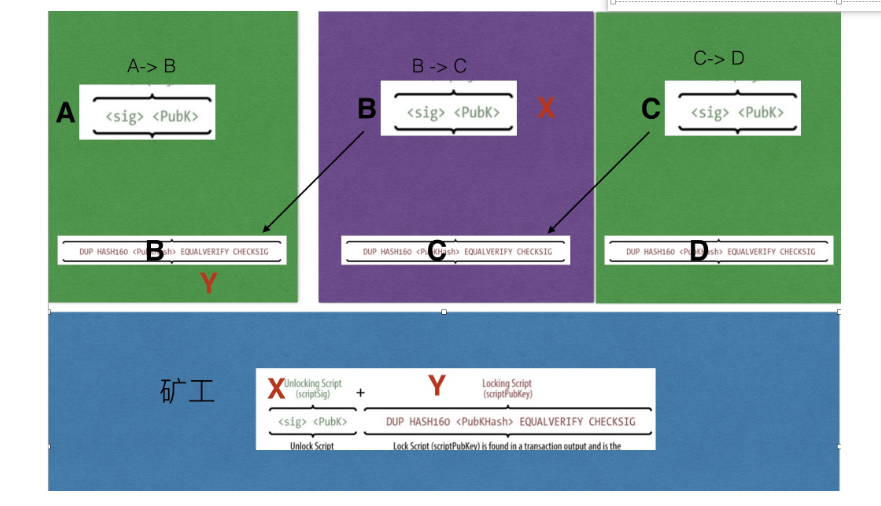 A-> B
B -> C
C-> D
A
<sig> <PubK>
B
<sig> <PubK>
X
C
<sig> <PubK>
DUP HASH160 <PubKHash> EQUALVERIFY CHECKSIG
B
DUP HASH160 <PubKHash> EQUALVERIFY CHECKSIG
C
DUP HASH160 <PubKHash> EQUALVERIFY CHECKSIG
D
Y
矿工
X
Unlocking Script
(scriptSig)
+
Y
Locking Script
(scriptPubKey)
<sig> <PubK>
DUP HASH160 <PubKHash> EQUALVERIFY CHECKSIG
Unlock Script
Lock Script (scriptPubKey) is found in a transaction output and is the